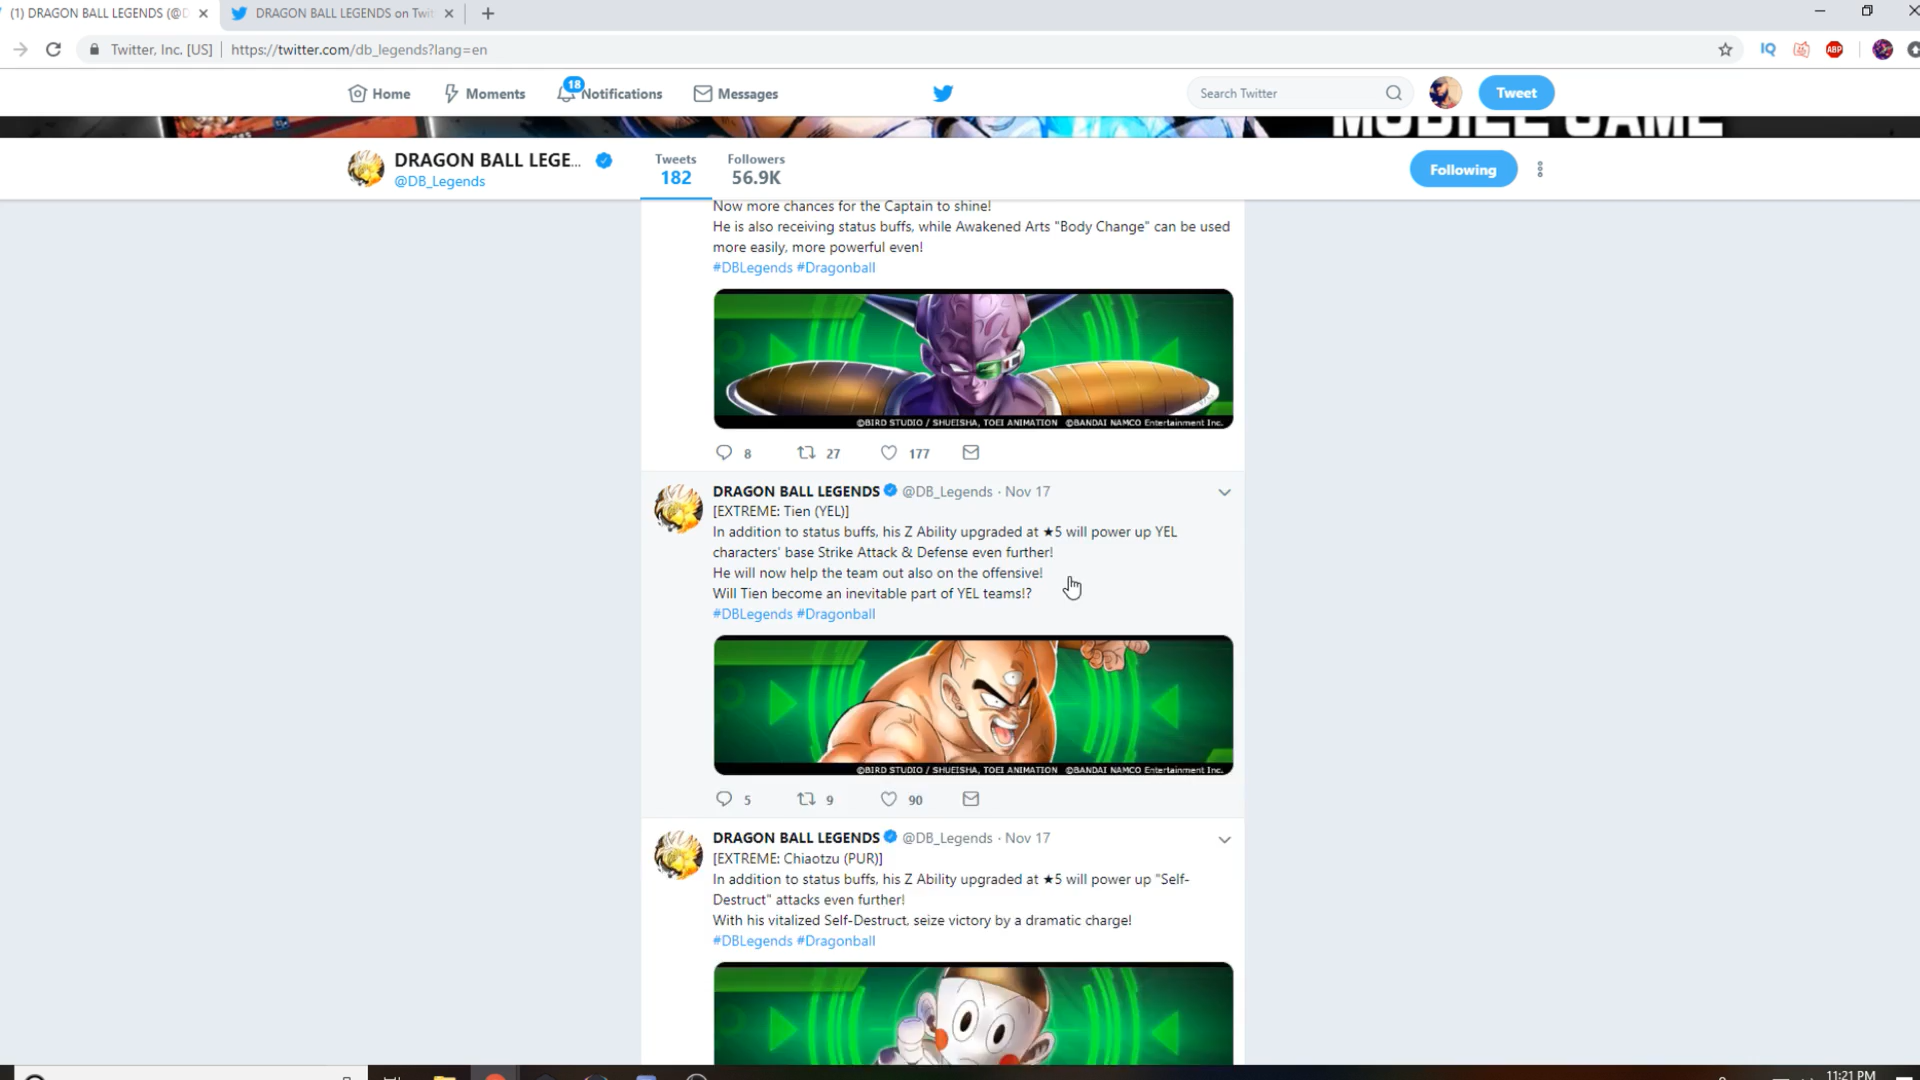 (1) DRAGON BALL LEGENDS (@D
DRAGON BALL LEGENDS on Twit
Twitter, Inc. [US]
https://twitter.com/db_legends?lang=en
IQ
ABP
Home
Moments
18
Notifications
Messages
Search Twitter
Tweet
MOBILE GAME
DRAGON BALL LEGE...
@DB_Legends
Tweets
182
Followers
56.9K
Following
Now more chances for the Captain to shine!
He is also receiving status buffs, while Awakened Arts "Body Change" can be used
more easily, more powerful even!
#DBLegends #Dragonball
©BIRD STUDIO / SHUEISHA, TOEI ANIMATION ©BANDAI NAMCO Entertainment Inc.
8
27
177
DRAGON BALL LEGENDS @DB_Legends · Nov 17
[EXTREME: Tien (YEL)]
In addition to status buffs, his Z Ability upgraded at ★5 will power up YEL
characters' base Strike Attack & Defense even further!
He will now help the team out also on the offensive!
Will Tien become an inevitable part of YEL teams!?
#DBLegends #Dragonball
©BIRD STUDIO / SHUEISHA, TOEI ANIMATION ©BANDAI NAMCO Entertainment Inc.
5
9
90
DRAGON BALL LEGENDS @DB_Legends · Nov 17
[EXTREME: Chiaotzu (PUR)]
In addition to status buffs, his Z Ability upgraded at ★5 will power up "Self-
Destruct" attacks even further!
With his vitalized Self-Destruct, seize victory by a dramatic charge!
#DBLegends #Dragonball
11:21 PM